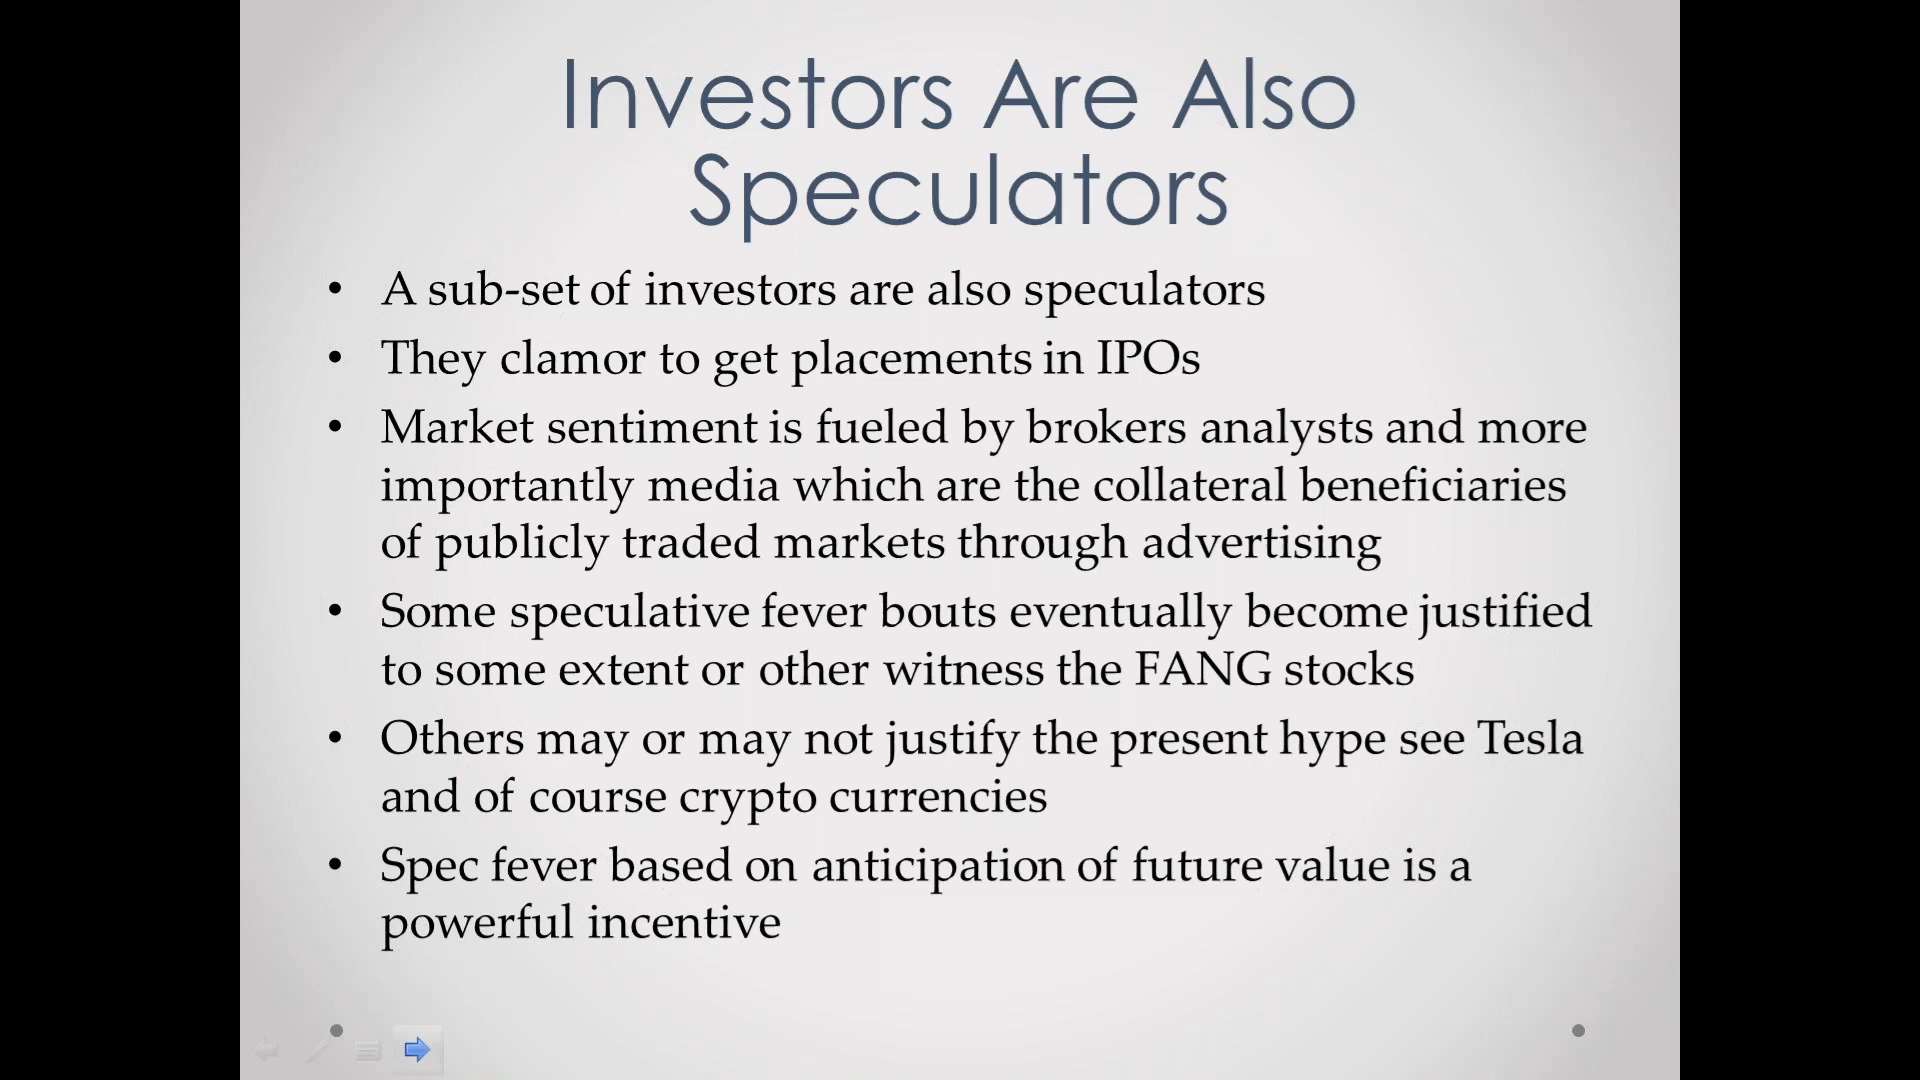 Investors Are Also
Speculators
• A sub-set of investors are also speculators
• They clamor to get placements in IPOs
• Market sentiment is fueled by brokers analysts and more
importantly media which are the collateral beneficiaries
of publicly traded markets through advertising
• Some speculative fever bouts eventually become justified
to some extent or other witness the FANG stocks
• Others may or may not justify the present hype see Tesla
and of course crypto currencies
• Spec fever based on anticipation of future value is a
powerful incentive